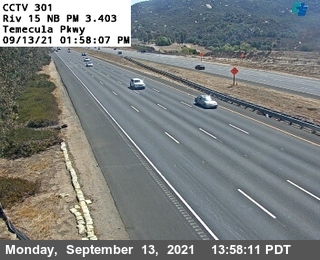 CCTV 301
Riv 15 NB PM 3.403
Temecula Pkwy
09/13/21 01:58:07 PM
Monday, September 13, 2021 13:58:11 PDT